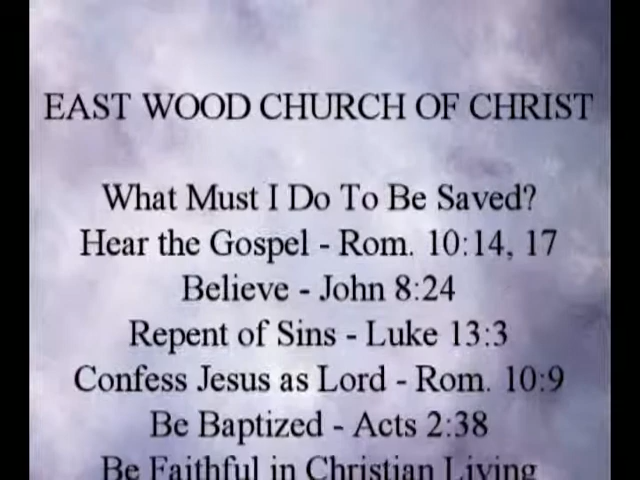 EAST WOOD CHURCH OF CHRIST
What Must I Do To Be Saved?
Hear the Gospel - Rom. 10:14, 17
Believe - John 8:24
Repent of Sins - Luke 13:3
Confess Jesus as Lord - Rom. 10:9
Be Baptized - Acts 2:38
Be Faithful in Christian Living